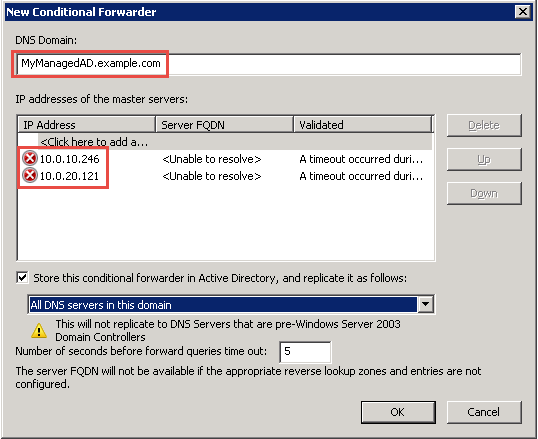 New Conditional Forwarder
DNS Domain:
MyManagedAD.example.com
IP addresses of the master servers:
IP Address Server FQDN Validated
<Click here to add a...
10.0.10.246 <Unable to resolve> A timeout occurred duri...
10.0.20.121 <Unable to resolve> A timeout occurred duri...
Delete
Up
Down
Store this conditional forwarder in Active Directory, and replicate it as follows:
All DNS servers in this domain
This will not replicate to DNS Servers that are pre-Windows Server 2003
Domain Controllers
Number of seconds before forward queries time out: 5
The server FQDN will not be available if the appropriate reverse lookup zones and entries are not
configured.
OK Cancel